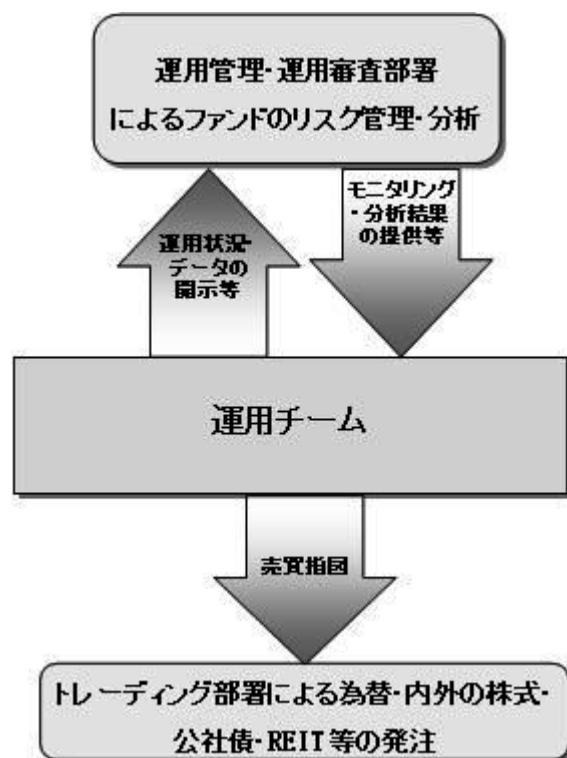 運用管理・運用審査部署
によるファンドのリスク管理・分析
運用状況・
データの
開示等
モニタリング
・分析結果
の提供等
運用チーム
売買指図
トレーディング部署による為替・内外の株式・
公社債・REIT等の発注